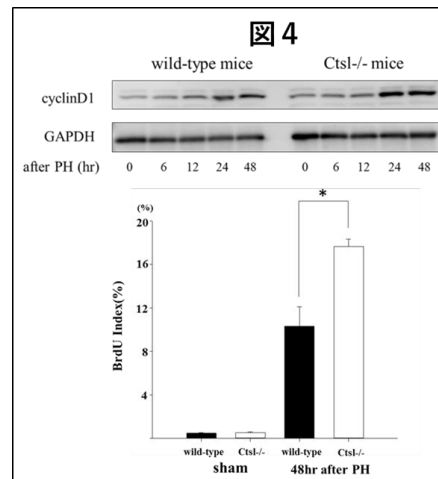 図4
wild-type mice Ctsl-/- mice
cyclinD1
GAPDH
after PH (hr) 0 6 12 24 48 0 6 12 24 48
(%)
20
*
16
12
8
4
BrdU Index(%)
wild-type Ctsl-/- wild-type Ctsl-/-
sham 48hr after PH